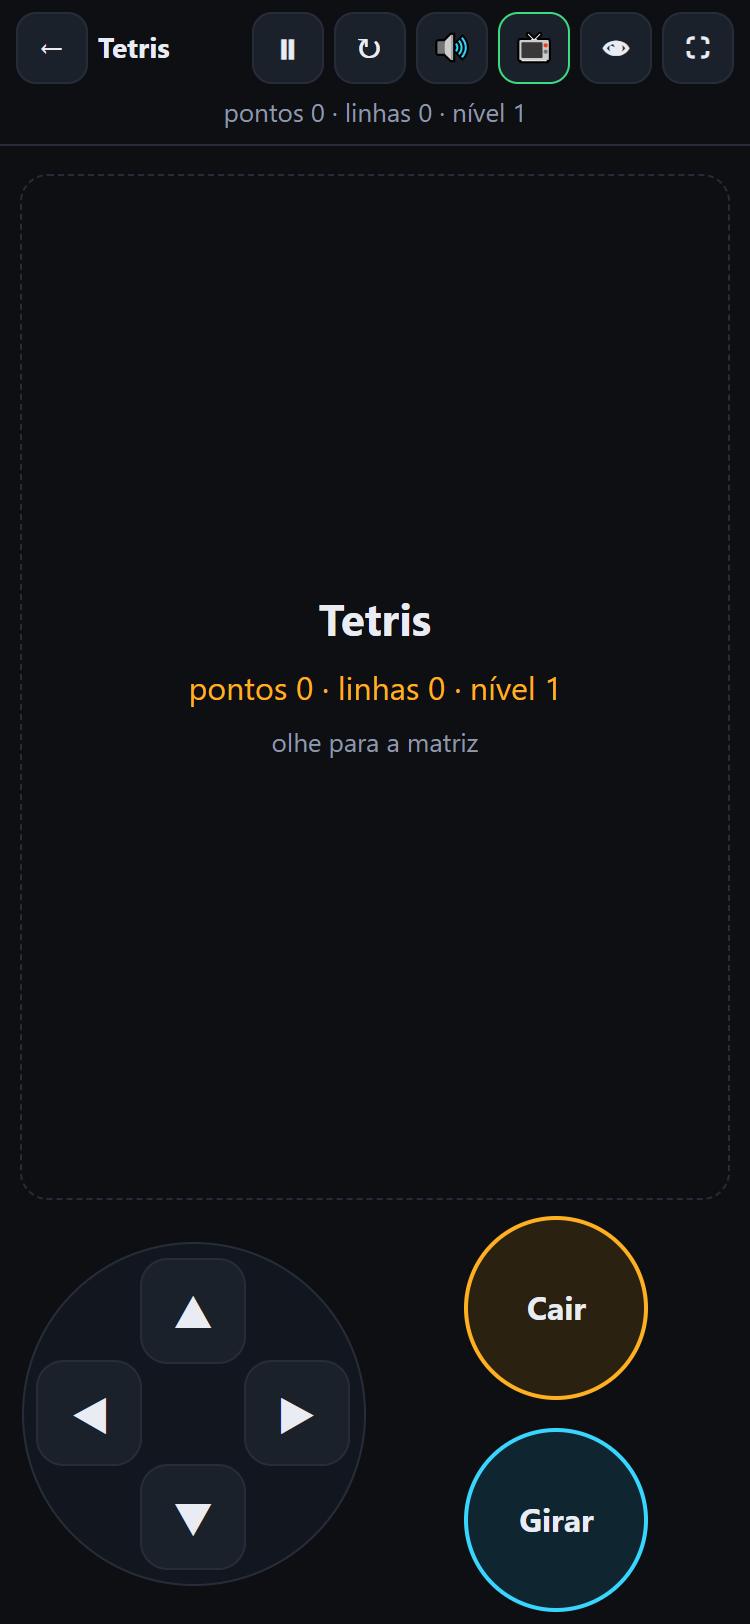 Tetris
pontos 0 · linhas 0 · nível 1
Tetris
pontos 0 · linhas 0 · nível 1
olhe para a matriz
Cair
Girar